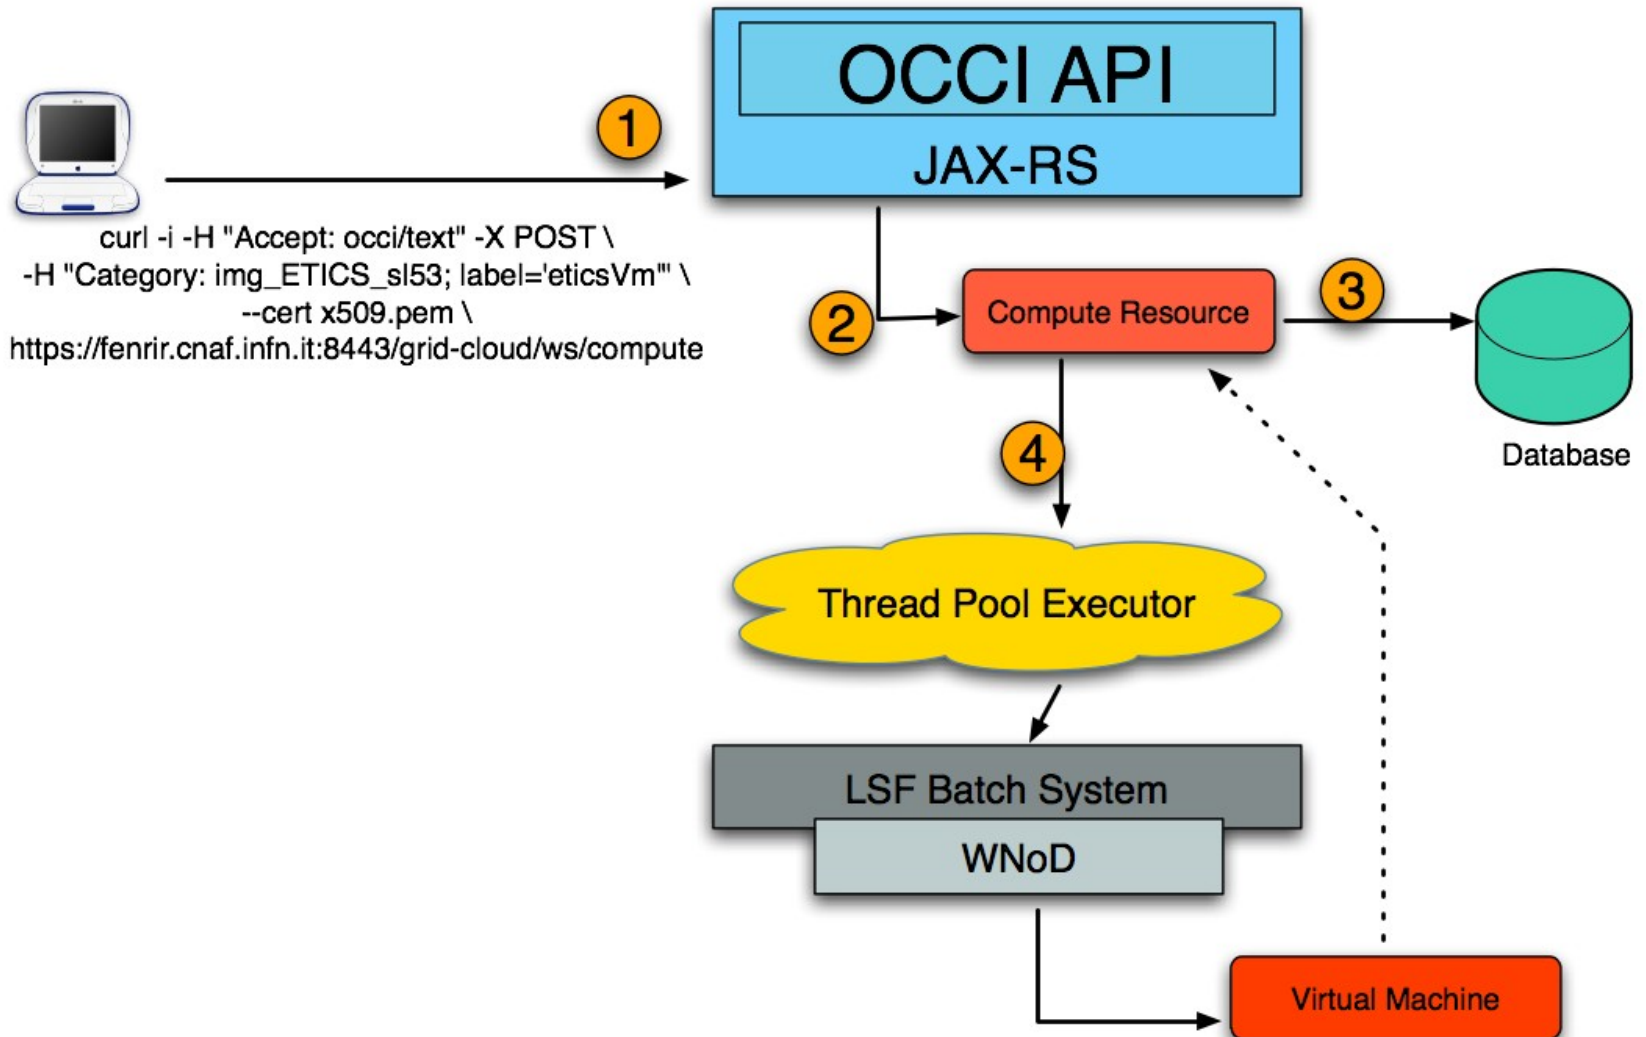 OCCI API
JAX-RS
1
curl -i -H "Accept: occi/text" -X POST \
-H "Category: img_ETICS_sl53; label='eticsVm'" \
--cert x509.pem \
https://fenrir.cnaf.infn.it:8443/grid-cloud/ws/compute
2
Compute Resource
3
Database
4
Thread Pool Executor
LSF Batch System
WNoD
Virtual Machine